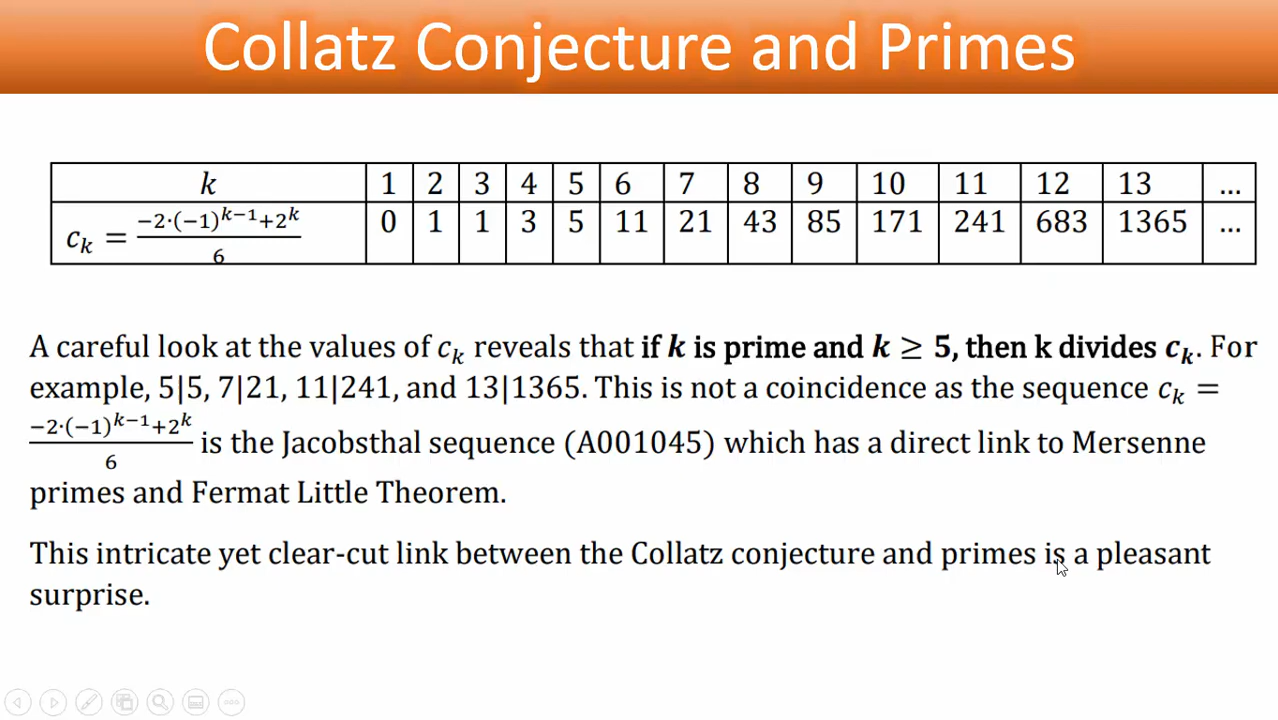 Collatz Conjecture and Primes
k 1 2 3 4 5 6 7 8 9 10 11 12 13 ...
c_k = (−2·(−1)^{k−1}+2^k)/6 0 1 1 3 5 11 21 43 85 171 241 683 1365 ...
A careful look at the values of c_k reveals that if k is prime and k ≥ 5, then k divides c_k. For
example, 5|5, 7|21, 11|241, and 13|1365. This is not a coincidence as the sequence c_k =
(−2·(−1)^{k−1}+2^k)/6 is the Jacobsthal sequence (A001045) which has a direct link to Mersenne
primes and Fermat Little Theorem.
This intricate yet clear-cut link between the Collatz conjecture and primes is a pleasant
surprise.